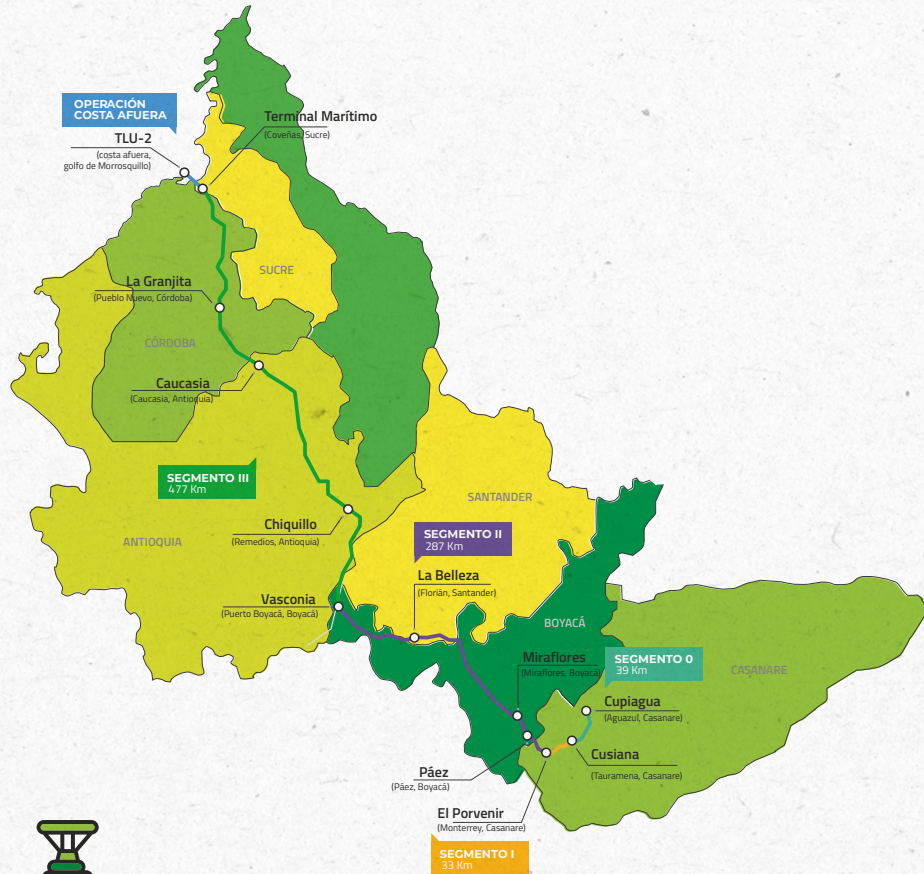 OPERACIÓN
COSTA AFUERA
TLU-2
(costa afuera,
golfo de Morrosquillo)
Terminal Marítimo
(Coveñas, Sucre)
SUCRE
La Granjita
(Pueblo Nuevo, Córdoba)
CÓRDOBA
Caucasia
(Caucasia, Antioquia)
SEGMENTO III
477 Km
SANTANDER
Chiquillo
(Remedios, Antioquia)
ANTIOQUIA
SEGMENTO II
287 Km
La Belleza
(Florián, Santander)
Vasconia
(Puerto Boyacá, Boyacá)
BOYACÁ
Miraflores
(Miraflores, Boyacá)
SEGMENTO 0
39 Km
CASANARE
Cupiagua
(Aguazul, Casanare)
Cusiana
(Tauramena, Casanare)
Páez
(Páez, Boyacá)
El Porvenir
(Monterrey, Casanare)
SEGMENTO I
33 Km